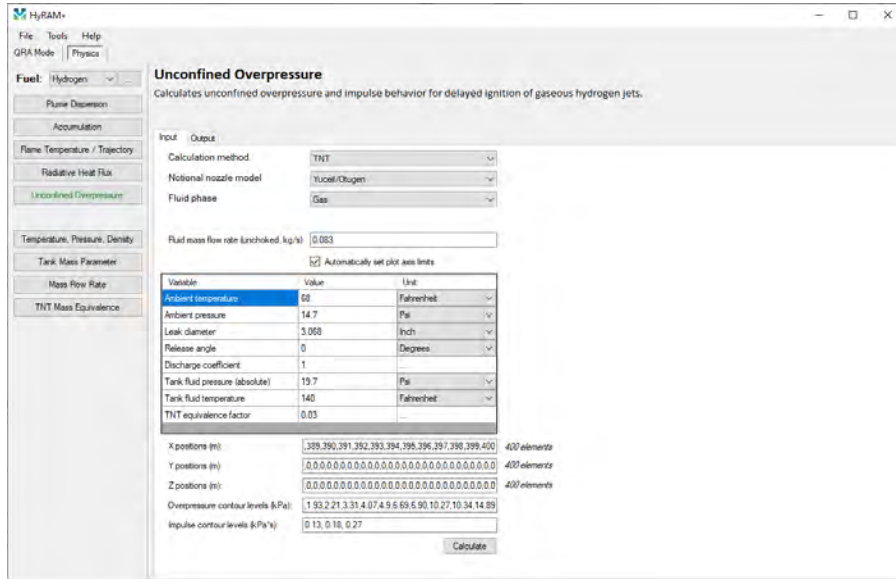 HyRAM+
File Tools Help
QRA Mode Physics
Fuel: Hydrogen ...
Plume Dispersion
Accumulation
Flame Temperature / Trajectory
Radiative Heat Flux
Unconfined Overpressure
Temperature, Pressure, Density
Tank Mass Parameter
Mass Flow Rate
TNT Mass Equivalence
Unconfined Overpressure
Calculates unconfined overpressure and impulse behavior for delayed ignition of gaseous hydrogen jets.
Input Output
Calculation method TNT
Notional nozzle model Yuceil/Otugen
Fluid phase Gas
Fluid mass flow rate (unchoked, kg/s) 0.083
Automatically set plot axis limits
Variable Value Unit
Ambient temperature 68 Fahrenheit
Ambient pressure 14.7 Psi
Leak diameter 3.068 Inch
Release angle 0 Degrees
Discharge coefficient 1 ...
Tank fluid pressure (absolute) 19.7 Psi
Tank fluid temperature 140 Fahrenheit
TNT equivalence factor 0.03 ...
X positions (m): ,389,390,391,392,393,394,395,396,397,398,399,400 400 elements
Y positions (m): ,0,0,0,0,0,0,0,0,0,0,0,0,0,0,0,0,0,0,0,0,0,0,0,0,0,0,0,0 400 elements
Z positions (m): ,0,0,0,0,0,0,0,0,0,0,0,0,0,0,0,0,0,0,0,0,0,0,0,0,0,0,0,0 400 elements
Overpressure contour levels (kPa): .1.93,2.21,3.31,4.07,4.9,6.69,6.90,10.27,10.34,14.89
Impulse contour levels (kPa*s): 0.13, 0.18, 0.27
Calculate